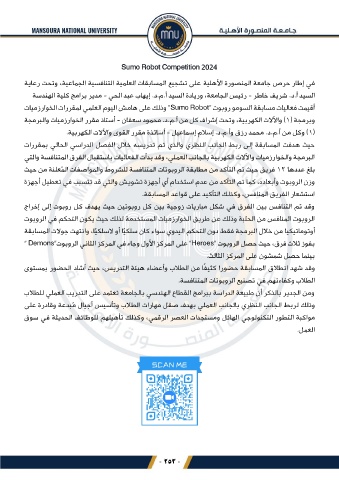 MANSOURA NATIONAL UNIVERSITY
جـامـعـة المنصـورة الأهـليـة
Sumo Robot Competition 2024
في إطار حرص جامعة المنصورة الأهلية على تشجيع المسابقات العلمية التنافسية الجماعية، وتحت رعاية
السيد أ.د. شريف خاطر - رئيس الجامعة، وريادة السيد أ.م.د. إيهاب عبد الحي - مدير برامج كلية الهندسة
أقيمت فعاليات مسابقة السومو روبوت "Sumo Robot" وذلك على هامش اليوم العلمي لمقررات الخوارزميات
وبرمجة (١) والآلات الكهربية، وتحت إشراف كل من أ.م.د. محمود سعفان - أستاذ مقرر الخوارزميات والبرمجة
(١) وكل من أ.م.د. محمد رزق و أ.م.د. إسلام إسماعيل - أساتذة مقرر القوى والآلات الكهربية.
حيث هدفت المسابقة إلى ربط الجانب النظري والذي تم تدريسه خلال الفصل الدراسي الحالي بمقررات
البرمجة والخوارزميات والآلات الكهربية بالجانب العملي، وقد بدأت الفعاليات باستقبال الفرق المتنافسة والتي
بلغ عددها ١٢ فريق حيث تم التأكد من مطابقة الروبوتات المتنافسة للشروط والمواصفات المُعلنة من حيث
وزن الروبوت وأبعاده، كما تم التأكد من عدم استخدام أي أجهزة تشويش والتي قد تتسبب في تعطيل أجهزة
استشعار الفريق المنافس، وكذلك التأكيد على قواعد المسابقة.
وقد تم التنافس بين الفرق في شكل مباريات زوجية بين كل روبوتين حيث يهدف كل روبوت إلى إخراج
الروبوت المنافس من الحلبة وذلك من طريق الخوارزميات المستخدمة لذلك حيث يكون التحكم في الروبوت
أوتوماتيكيا من خلال البرمجة فقط دون التحكم اليدوي سواء كان سلكيًا أو لاسلكيًا، وانتهت جولات المسابقة
بفوز ثلاث فرق، حيث حصل الروبوت "Heroes" على المركز الأول وجاء في المركز الثاني الروبوت "Demons"
بينما حصل شمشون على المركز الثالث.
وقد شهد انطلاق المسابقة حضورا كثيفًا من الطلاب وأعضاء هيئة التدريس، حيث أشاد الحضور بمستوى
الطلاب وكفاءتهم في تصنيع الروبوتات المتنافسة.
ومن الجدير بالذكر أن طبيعة الدراسة ببرامج القطاع الهندسي بالجامعة تعتمد على التدريب العملي للطلاب
وذلك لربط الجانب النظري بالجانب العملي بهدف صقل مهارات الطلاب وتأسيس أجيال مُبدعة وقادرة على
مواكبة التطور التكنولوجي الهائل ومستجدات العصر الرقمي، وكذلك تأهيلهم للوظائف الحديثة في سوق
العمل.
SCAN ME
- ٢٥٣ -